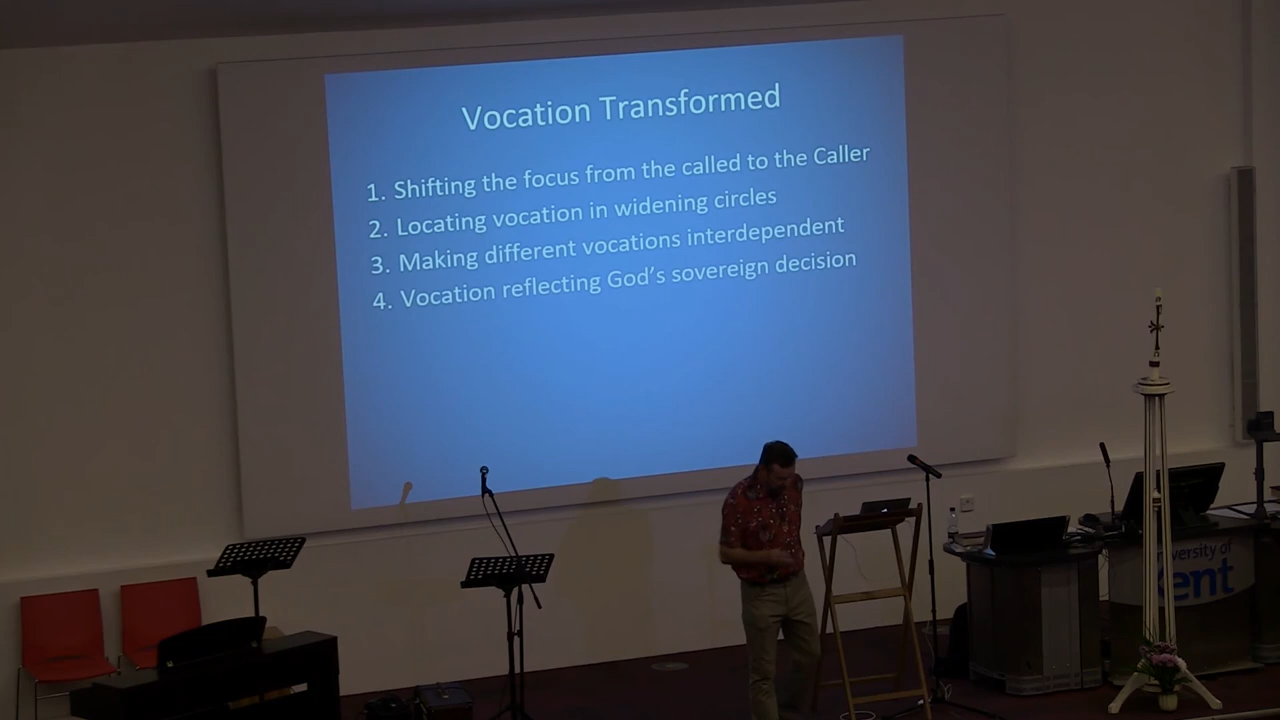 Vocation Transformed
1. Shifting the focus from the called to the Caller
2. Locating vocation in widening circles
3. Making different vocations interdependent
4. Vocation reflecting God's sovereign decision
University of
Kent